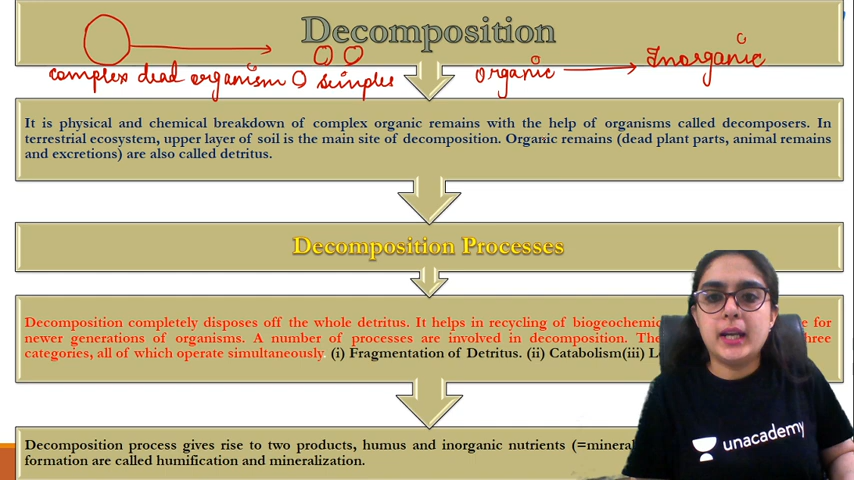 Decomposition
complex dead organism simpler
organic Inorganic
It is physical and chemical breakdown of complex organic remains with the help of organisms called decomposers. In
terrestrial ecosystem, upper layer of soil is the main site of decomposition. Organic remains (dead plant parts, animal remains
and excretions) are also called detritus.
Decomposition Processes
Decomposition completely disposes off the whole detritus. It helps in recycling of for
newer generations of organisms. A number of processes are involved in decomposition. three
categories, all of which operate simultaneously. (i) Fragmentation of Detritus. (ii) Catabolism(iii)
Decomposition process gives rise to two products, humus and inorganic nutrients
formation are called humification and mineralization.
unacademy